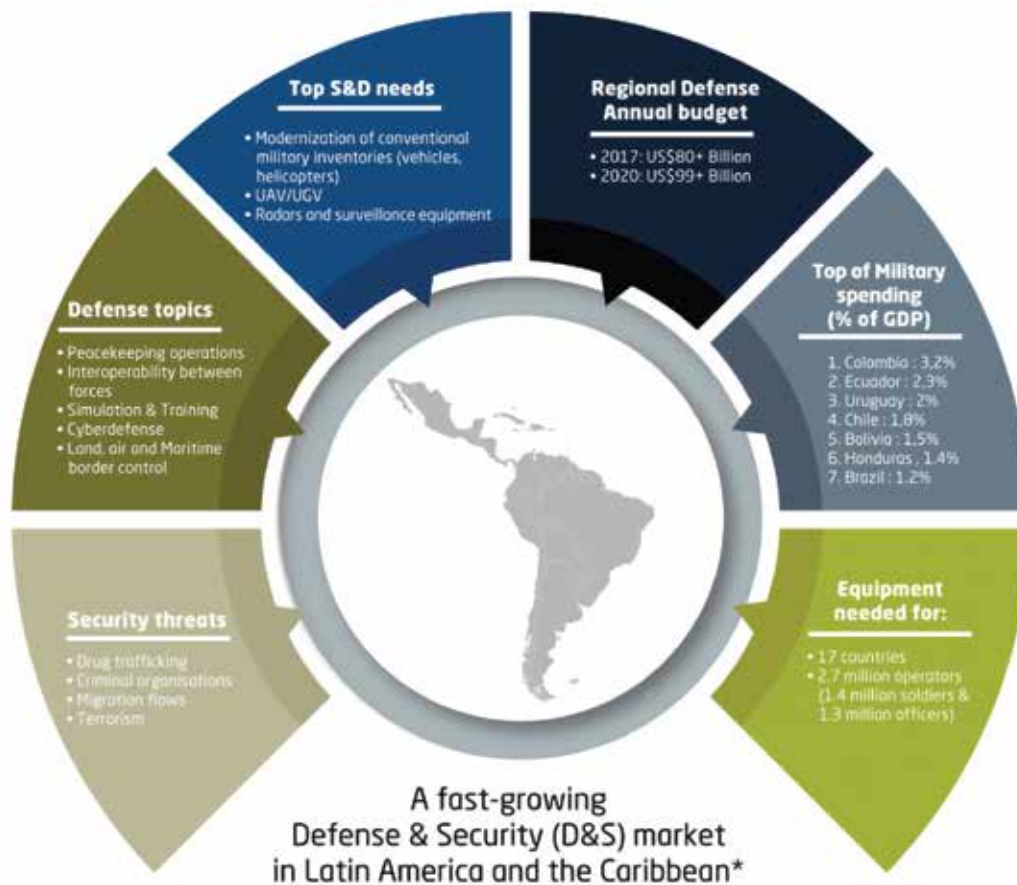 Top S&D needs
• Modernization of conventional
military inventories (vehicles,
helicopters)
• UAV/UGV
• Radars and surveillance equipment
Regional Defense
Annual budget
• 2017: US$80+ Billion
• 2020: US$99+ Billion
Defense topics
• Peacekeeping operations
• Interoperability between
forces
• Simulation & Training
• Cyberdefense
• Land, air and Maritime
border control
Top of Military
spending
(% of GDP)
1. Colombia : 3,2%
2. Ecuador : 2,3%
3. Uruguay : 2%
4. Chile : 1,8%
5. Bolivia : 1.5%
6. Honduras . 1.4%
7. Brazil : 1.2%
Security threats
• Drug trafficking
• Criminal organisations
• Migration flows
• Terrorism
Equipment
needed for:
• 17 countries
• 2.7 million operators
(1.4 million soldiers &
1.3 million officers)
A fast-growing
Defense & Security (D&S) market
in Latin America and the Caribbean*